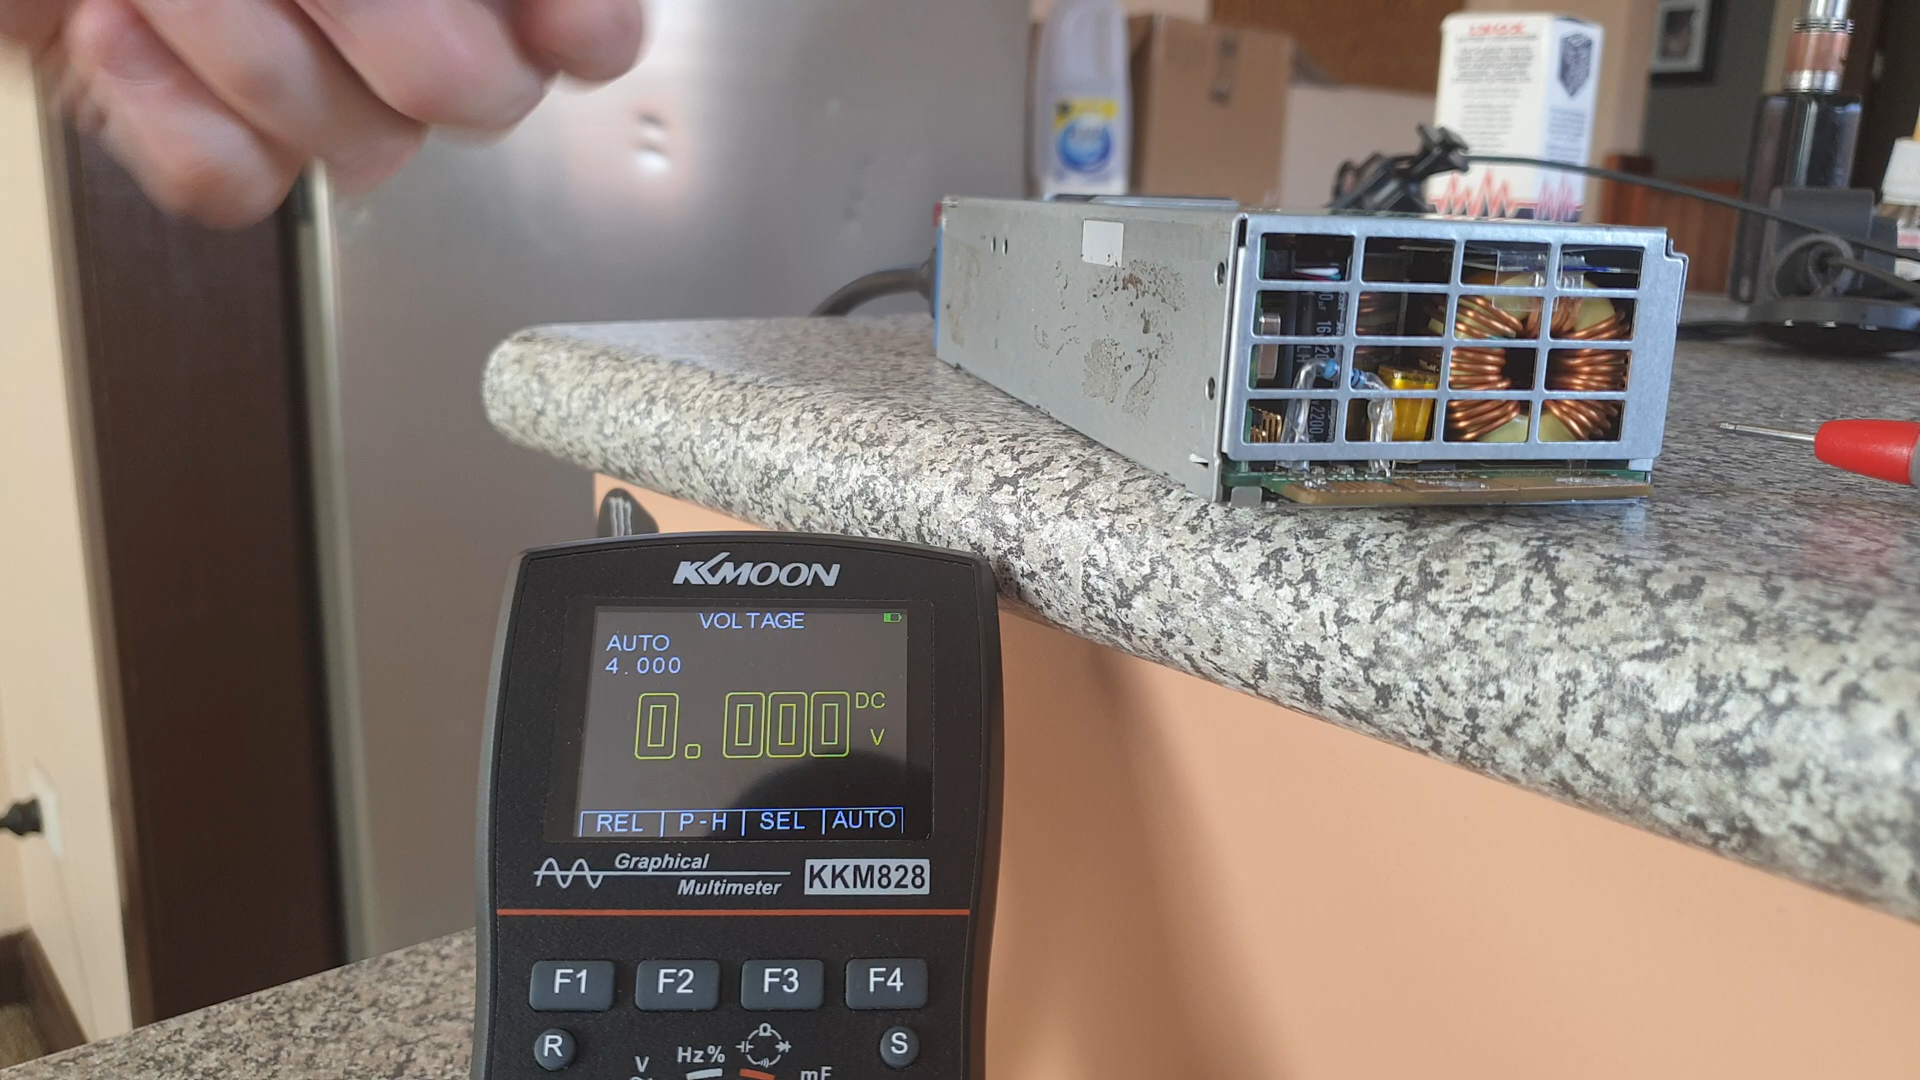 KKMOON
VOLTAGE
AUTO
4.000
0.000 DC
V
REL P-H SEL AUTO
Graphical
Multimeter KKM828
F1 F2 F3 F4
R S
V Hz% Ω
mF
2200